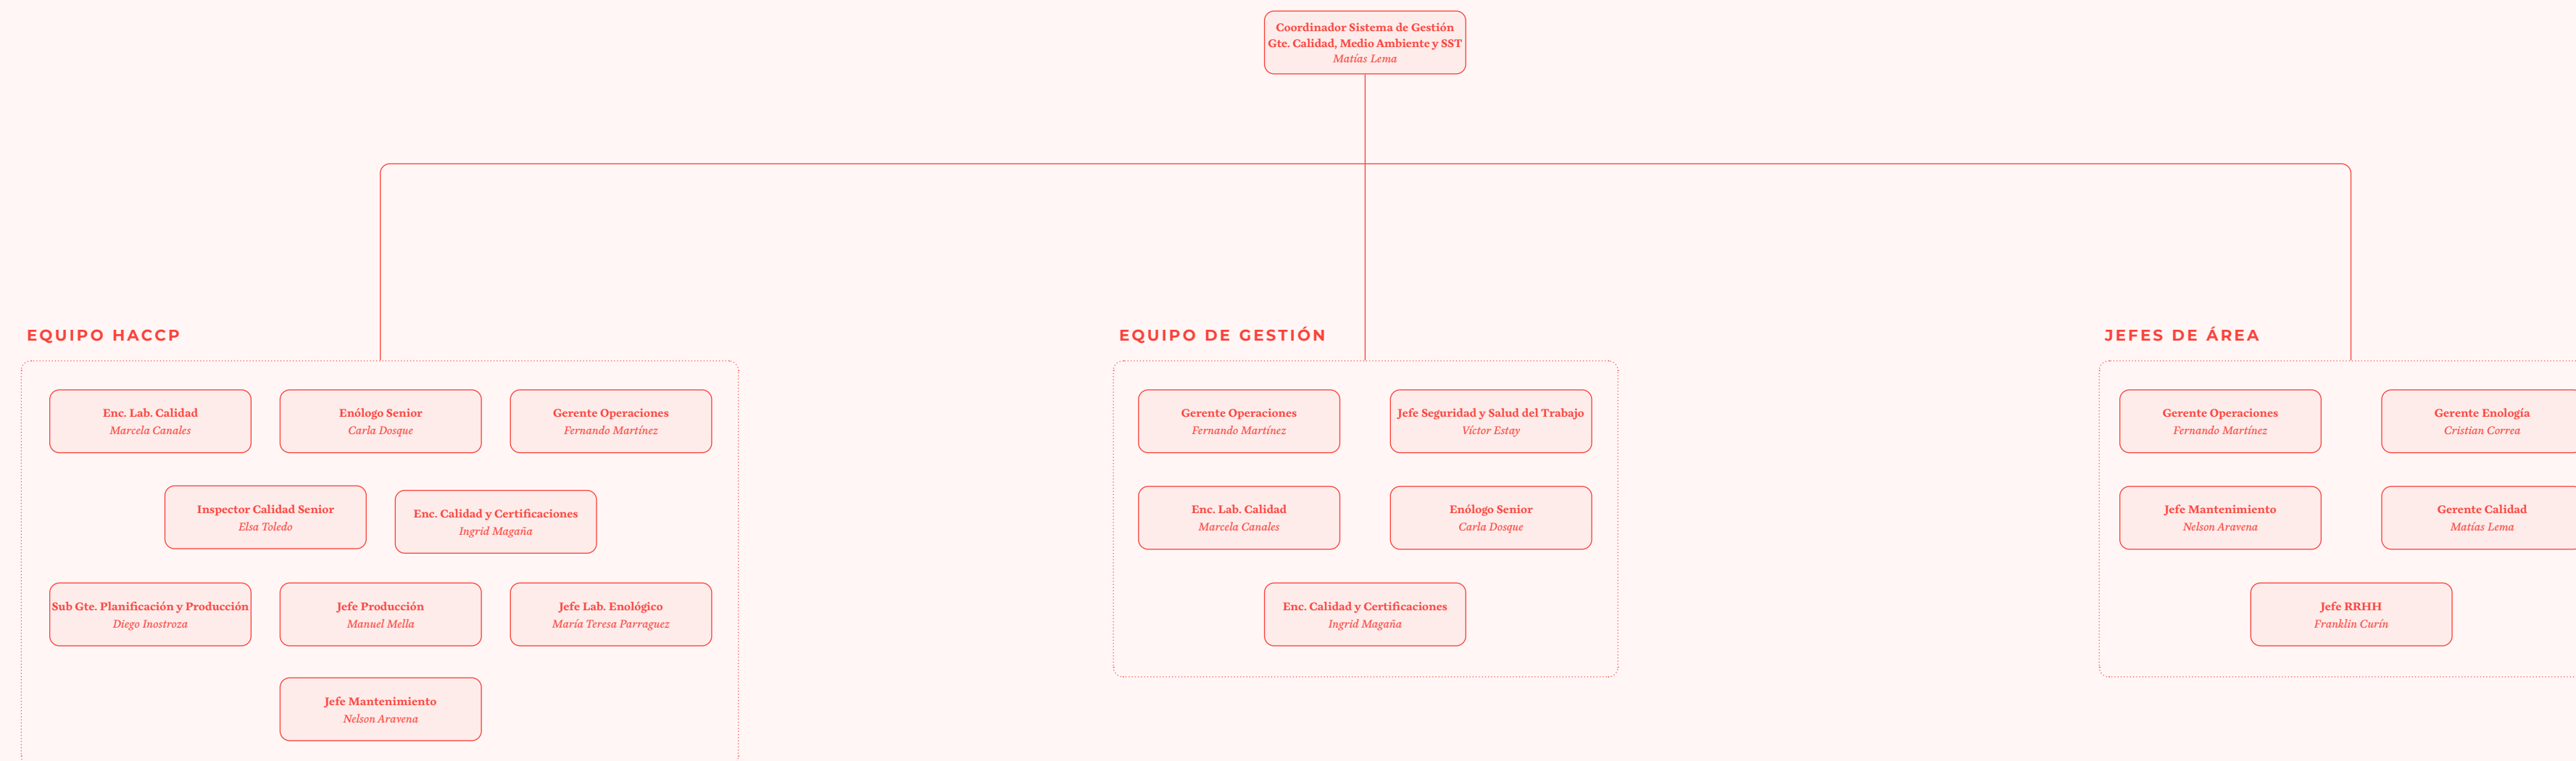 Coordinador Sistema de Gestión
Gte. Calidad, Medio Ambiente y SST
Matías Lema
EQUIPO HACCP
Enc. Lab. Calidad
Marcela Canales
Enólogo Senior
Carla Dosque
Gerente Operaciones
Fernando Martínez
Inspector Calidad Senior
Elsa Toledo
Enc. Calidad y Certificaciones
Ingrid Magaña
Sub Gte. Planificación y Producción
Diego Inostroza
Jefe Producción
Manuel Mella
Jefe Lab. Enológico
María Teresa Parraguez
Jefe Mantenimiento
Nelson Aravena
EQUIPO DE GESTIÓN
Gerente Operaciones
Fernando Martínez
Jefe Seguridad y Salud del Trabajo
Víctor Estay
Enc. Lab. Calidad
Marcela Canales
Enólogo Senior
Carla Dosque
Enc. Calidad y Certificaciones
Ingrid Magaña
JEFES DE ÁREA
Gerente Operaciones
Fernando Martínez
Gerente Enología
Cristian Correa
Jefe Mantenimiento
Nelson Aravena
Gerente Calidad
Matías Lema
Jefe RRHH
Franklin Curín